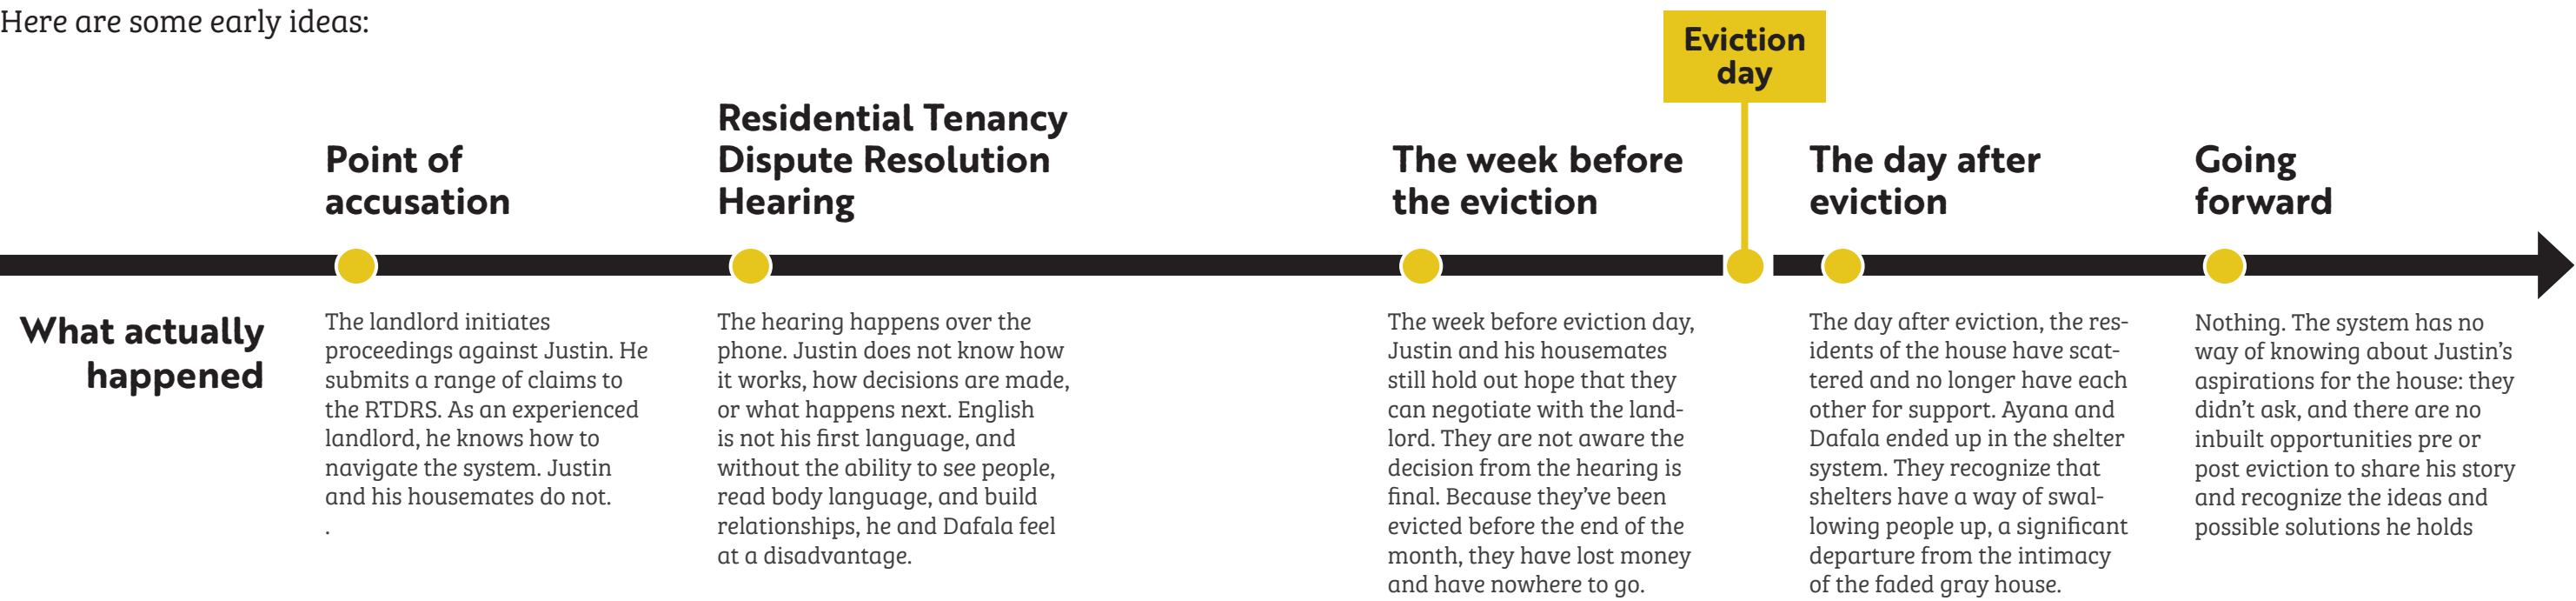 Here are some early ideas:
Eviction
day
Point of
accusation
Residential Tenancy
Dispute Resolution
Hearing
The week before
the eviction
The day after
eviction
Going
forward
What actually
happened
The landlord initiates
proceedings against Justin. He
submits a range of claims to
the RTDRS. As an experienced
landlord, he knows how to
navigate the system. Justin
and his housemates do not.
.
The hearing happens over the
phone. Justin does not know how
it works, how decisions are made,
or what happens next. English
is not his first language, and
without the ability to see people,
read body language, and build
relationships, he and Dafala feel
at a disadvantage.
The week before eviction day,
Justin and his housemates
still hold out hope that they
can negotiate with the land-
lord. They are not aware the
decision from the hearing is
final. Because they’ve been
evicted before the end of the
month, they have lost money
and have nowhere to go.
The day after eviction, the res-
idents of the house have scat-
tered and no longer have each
other for support. Ayana and
Dafala ended up in the shelter
system. They recognize that
shelters have a way of swal-
lowing people up, a significant
departure from the intimacy
of the faded gray house.
Nothing. The system has no
way of knowing about Justin’s
aspirations for the house: they
didn’t ask, and there are no
inbuilt opportunities pre or
post eviction to share his story
and recognize the ideas and
possible solutions he holds